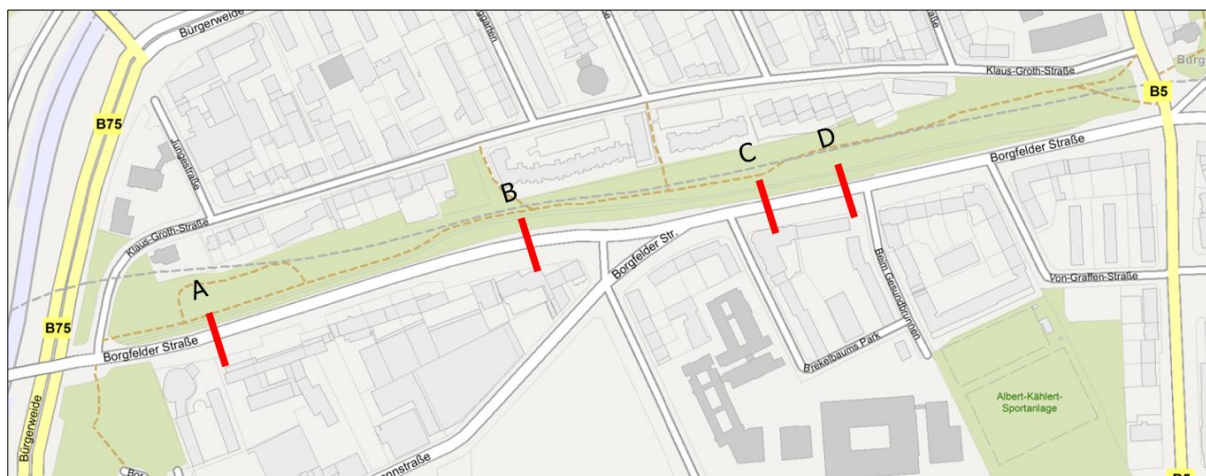 Bürgerweide
B75
Jungestraße
Klaus-Groth-Straße
Klaus-Groth-Straße
B5
Borgfelder Straße
A
B
C
D
B75
Borgfelder Straße
Borgfelder Str.
Beim Gesundbrunnen
Von-Graffen-Straße
Brekelbaums Park
Albert-Kählert-
Sportanlage
Bürgerweide